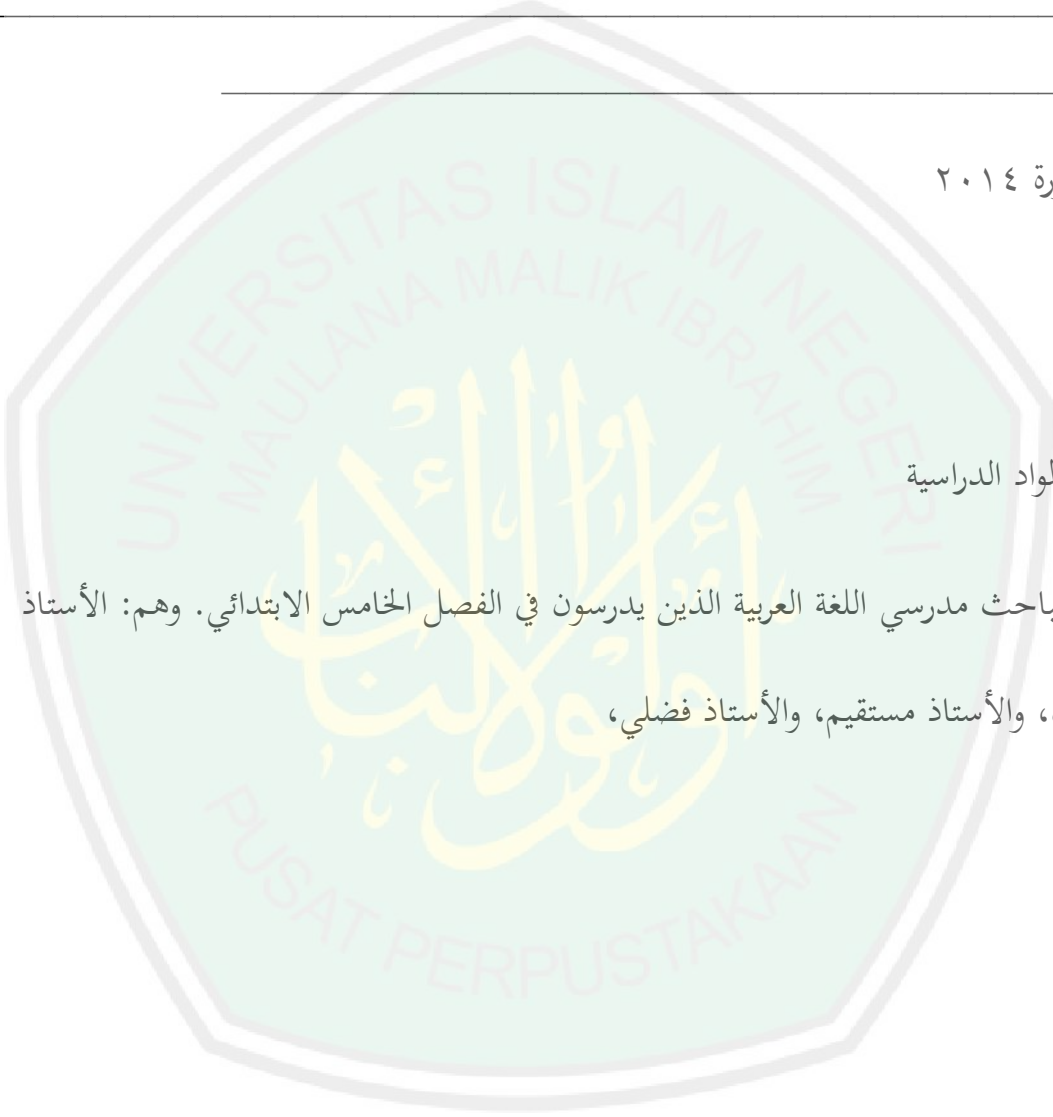 رة ٢٠١٤
لمواد الدراسية
باحث مدرسي اللغة العربية الذين يدرسون في الفصل الخامس الابتدائي. وهم: الأستاذ
، والأستاذ مستقيم، والأستاذ فضلي،
UNIVERSITAS ISLAM NEGERI
MAULANA MALIK IBRAHIM
PUSAT PERPUSTAKAAN